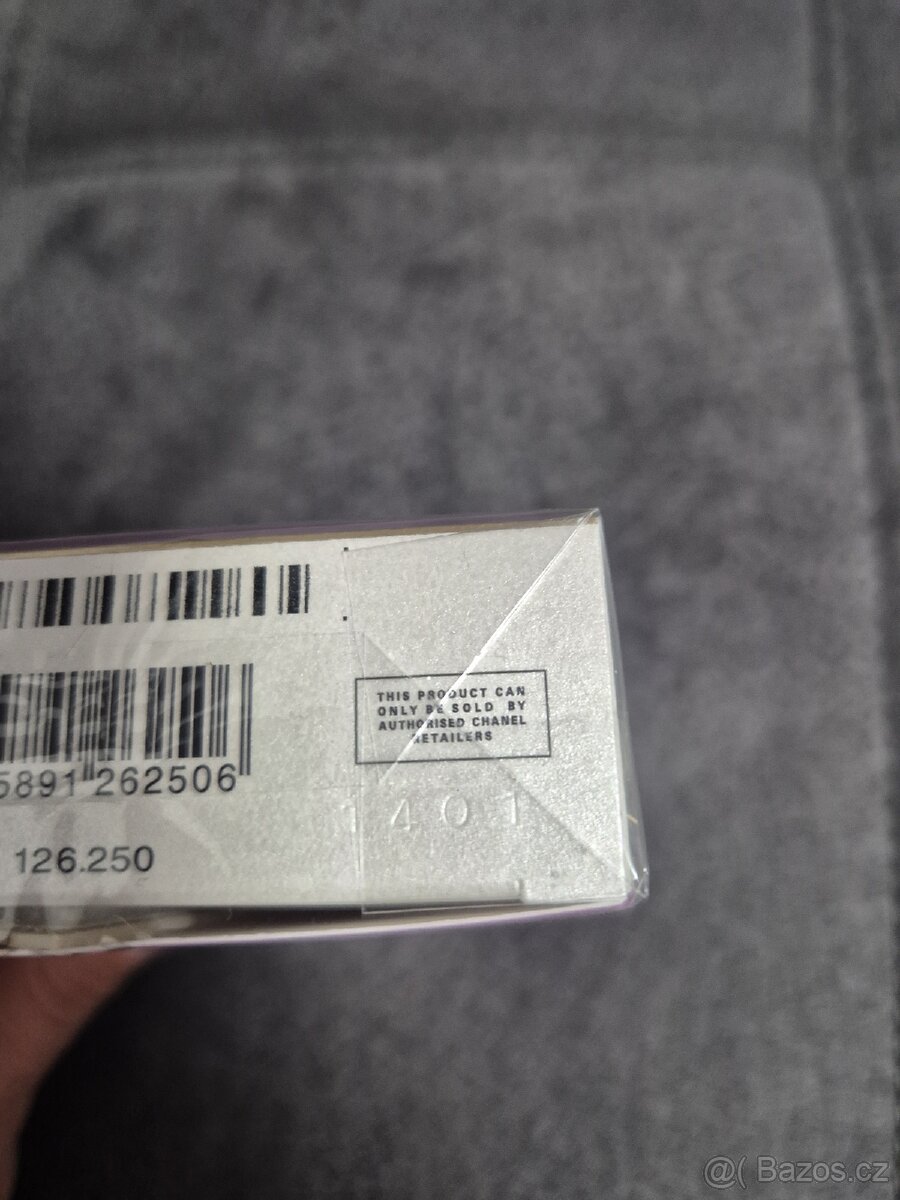 THIS PRODUCT CAN
ONLY BE SOLD BY
AUTHORISED CHANEL
RETAILERS
5891 262506
1401
126.250
@( Bazos.cz